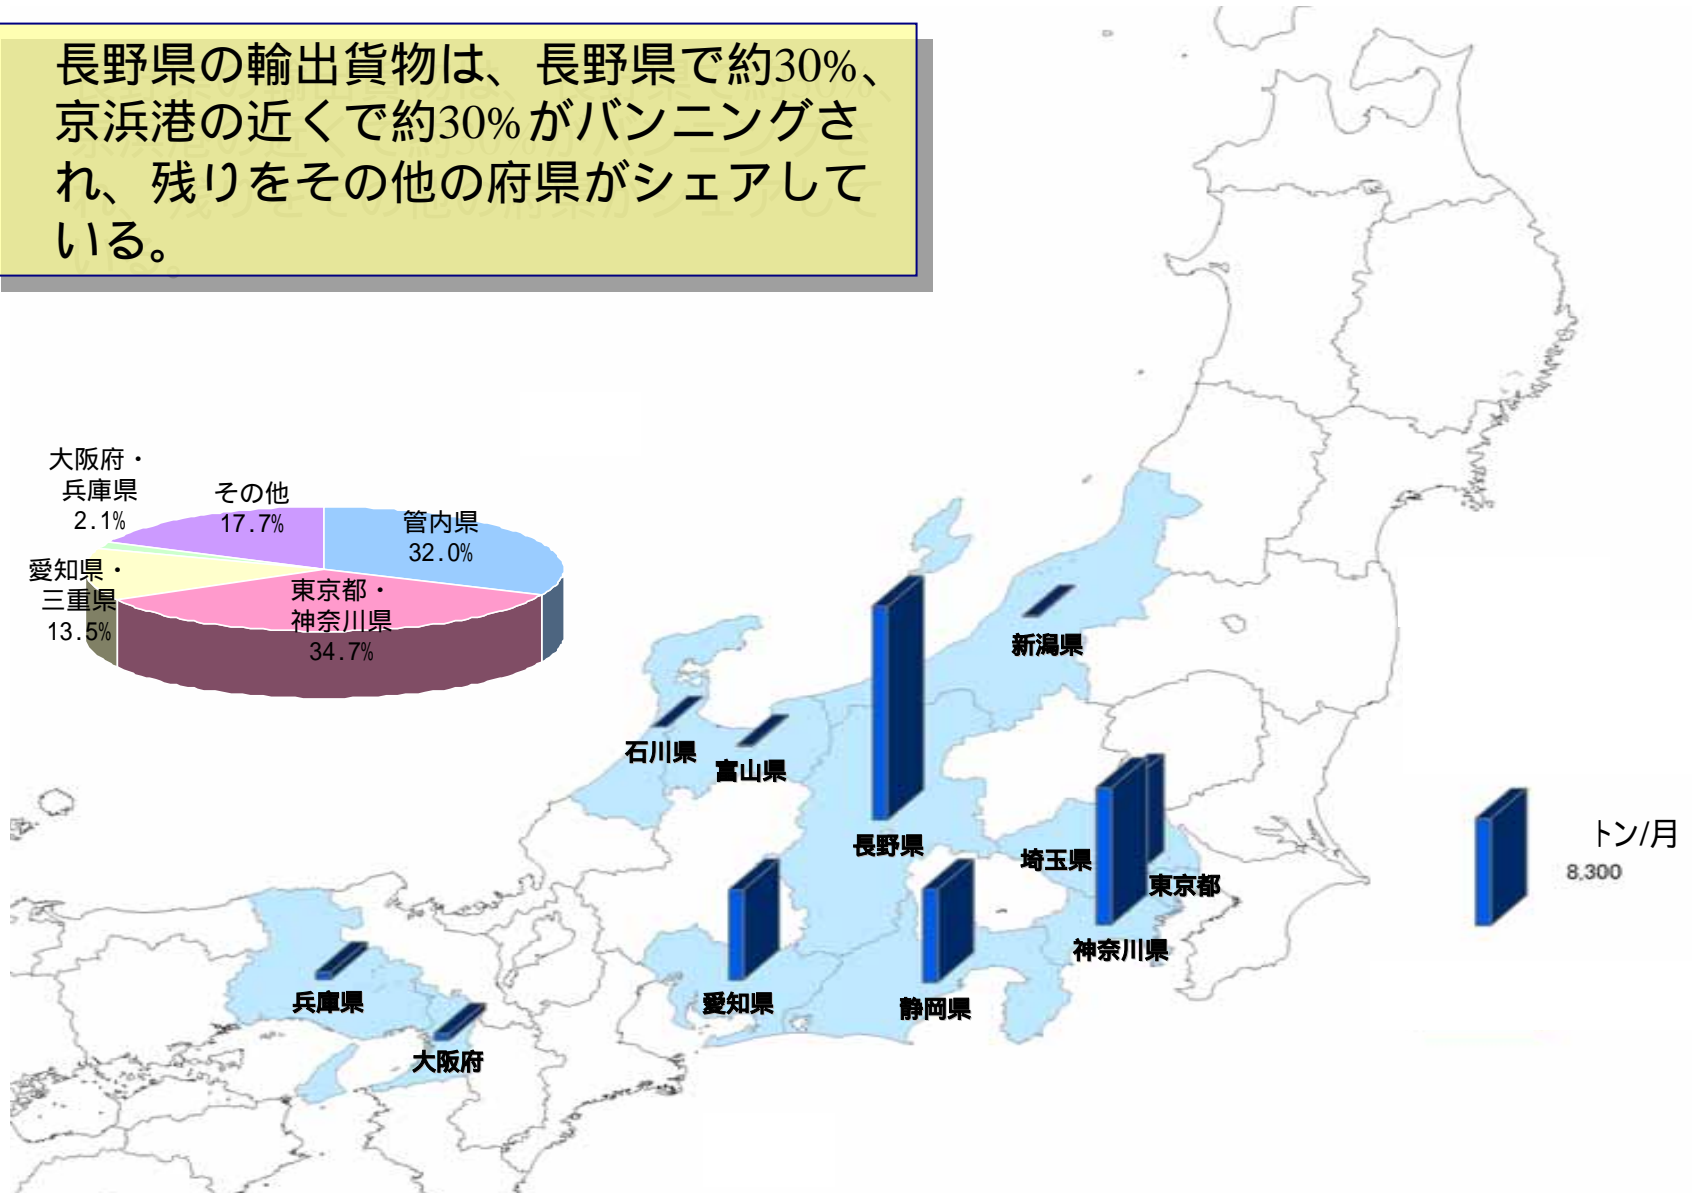 長野県の輸出貨物は、長野県で約30%、
京浜港の近くで約30%がバンニングさ
れ、残りをその他の府県がシェアして
いる。
大阪府・
兵庫県
2.1%
その他
17.7%
管内県
32.0%
愛知県・
三重県
13.5%
東京都・
神奈川県
34.7%
新潟県
石川県
富山県
長野県
埼玉県
東京都
神奈川県
愛知県
静岡県
兵庫県
大阪府
トン/月
8,300